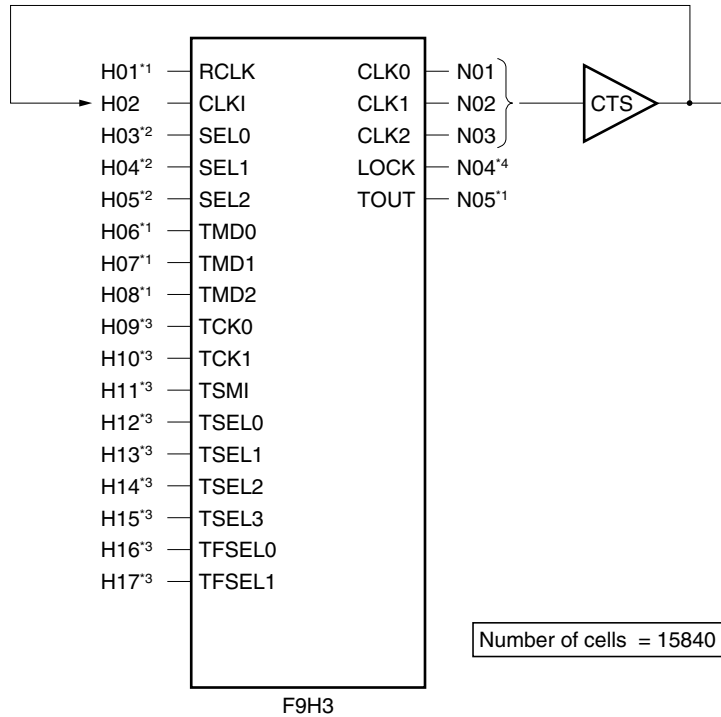 H01*1 RCLK CLK0 N01
H02 CLKI CLK1 N02 CTS
H03*2 SEL0 CLK2 N03
H04*2 SEL1 LOCK N04*4
H05*2 SEL2 TOUT N05*1
H06*1 TMD0
H07*1 TMD1
H08*1 TMD2
H09*3 TCK0
H10*3 TCK1
H11*3 TSMI
H12*3 TSEL0
H13*3 TSEL1
H14*3 TSEL2
H15*3 TSEL3
H16*3 TFSEL0
H17*3 TFSEL1
Number of cells = 15840
F9H3